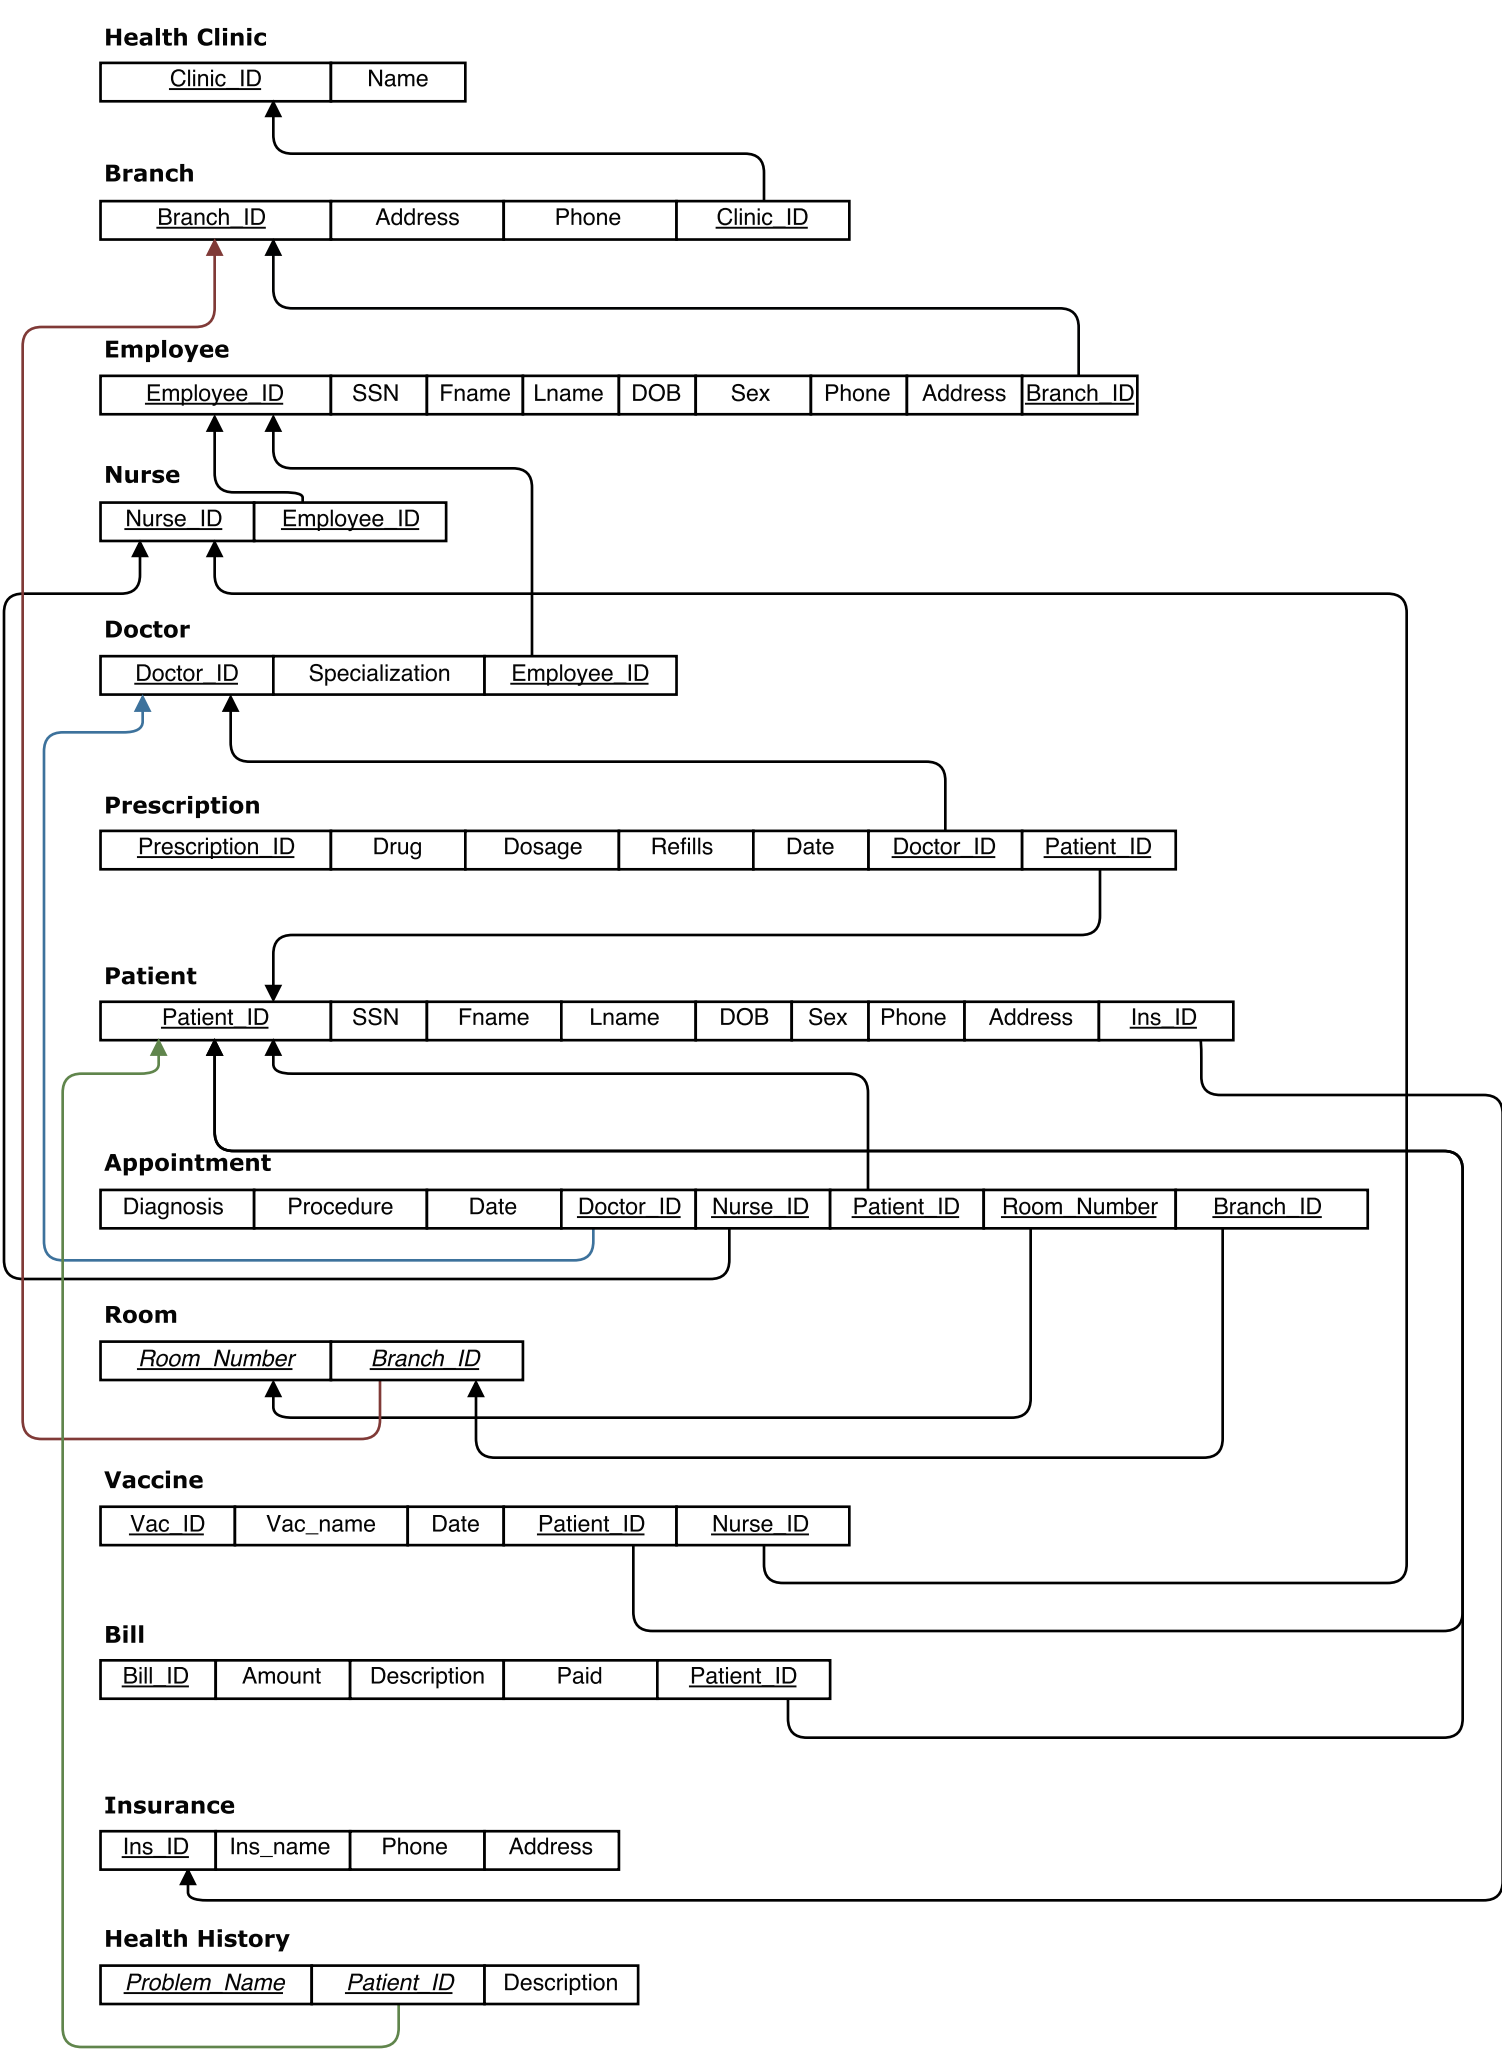 Health Clinic
Clinic_ID Name
Branch
Branch_ID Address Phone Clinic_ID
Employee
Employee_ID SSN Fname Lname DOB Sex Phone Address Branch_ID
Nurse
Nurse_ID Employee_ID
Doctor
Doctor_ID Specialization Employee_ID
Prescription
Prescription_ID Drug Dosage Refills Date Doctor_ID Patient_ID
Patient
Patient_ID SSN Fname Lname DOB Sex Phone Address Ins_ID
Appointment
Diagnosis Procedure Date Doctor_ID Nurse_ID Patient_ID Room_Number Branch_ID
Room
Room_Number Branch_ID
Vaccine
Vac_ID Vac_name Date Patient_ID Nurse_ID
Bill
Bill_ID Amount Description Paid Patient_ID
Insurance
Ins_ID Ins_name Phone Address
Health History
Problem_Name Patient_ID Description